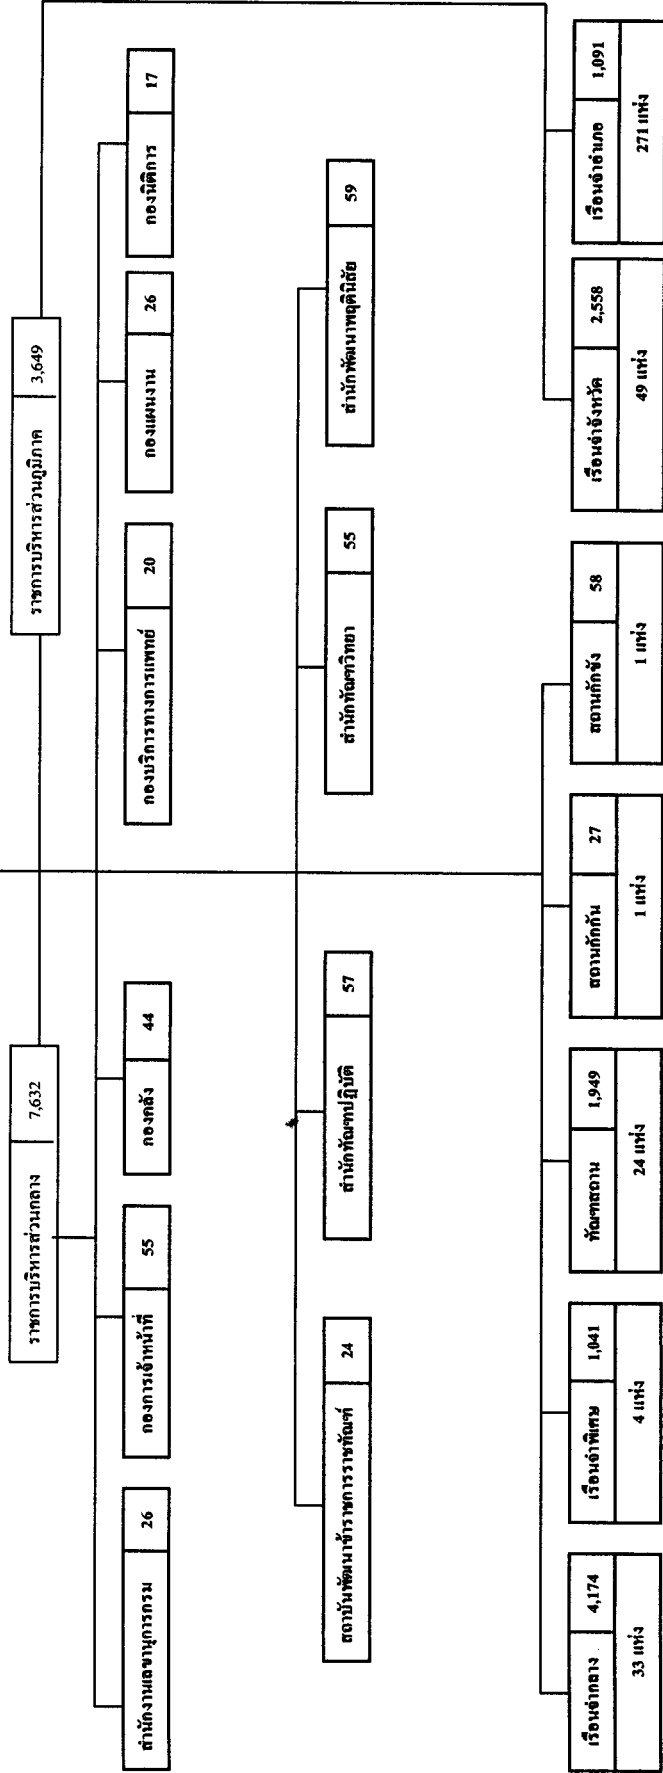 ราชการบริหารส่วนกลาง 7,632
ราชการบริหารส่วนภูมิภาค 3,649
สำนักงานเลขานุการกรม 26
กองการเจ้าหน้าที่ 55
กองคลัง 44
กองบริการทางการแพทย์ 20
กองแผนงาน 26
กองนิติการ 17
สถาบันพัฒนาข้าราชการราชทัณฑ์ 24
สำนักทัณฑปฏิบัติ 57
สำนักทัณฑวิทยา 55
สำนักพัฒนาพฤตินิสัย 59
เรือนจำกลาง 4,174
33 แห่ง
เรือนจำพิเศษ 1,041
4 แห่ง
ทัณฑสถาน 1,949
24 แห่ง
สถานกักกัน 27
1 แห่ง
สถานกักขัง 58
1 แห่ง
เรือนจำจังหวัด 2,558
49 แห่ง
เรือนจำอำเภอ 1,091
271 แห่ง